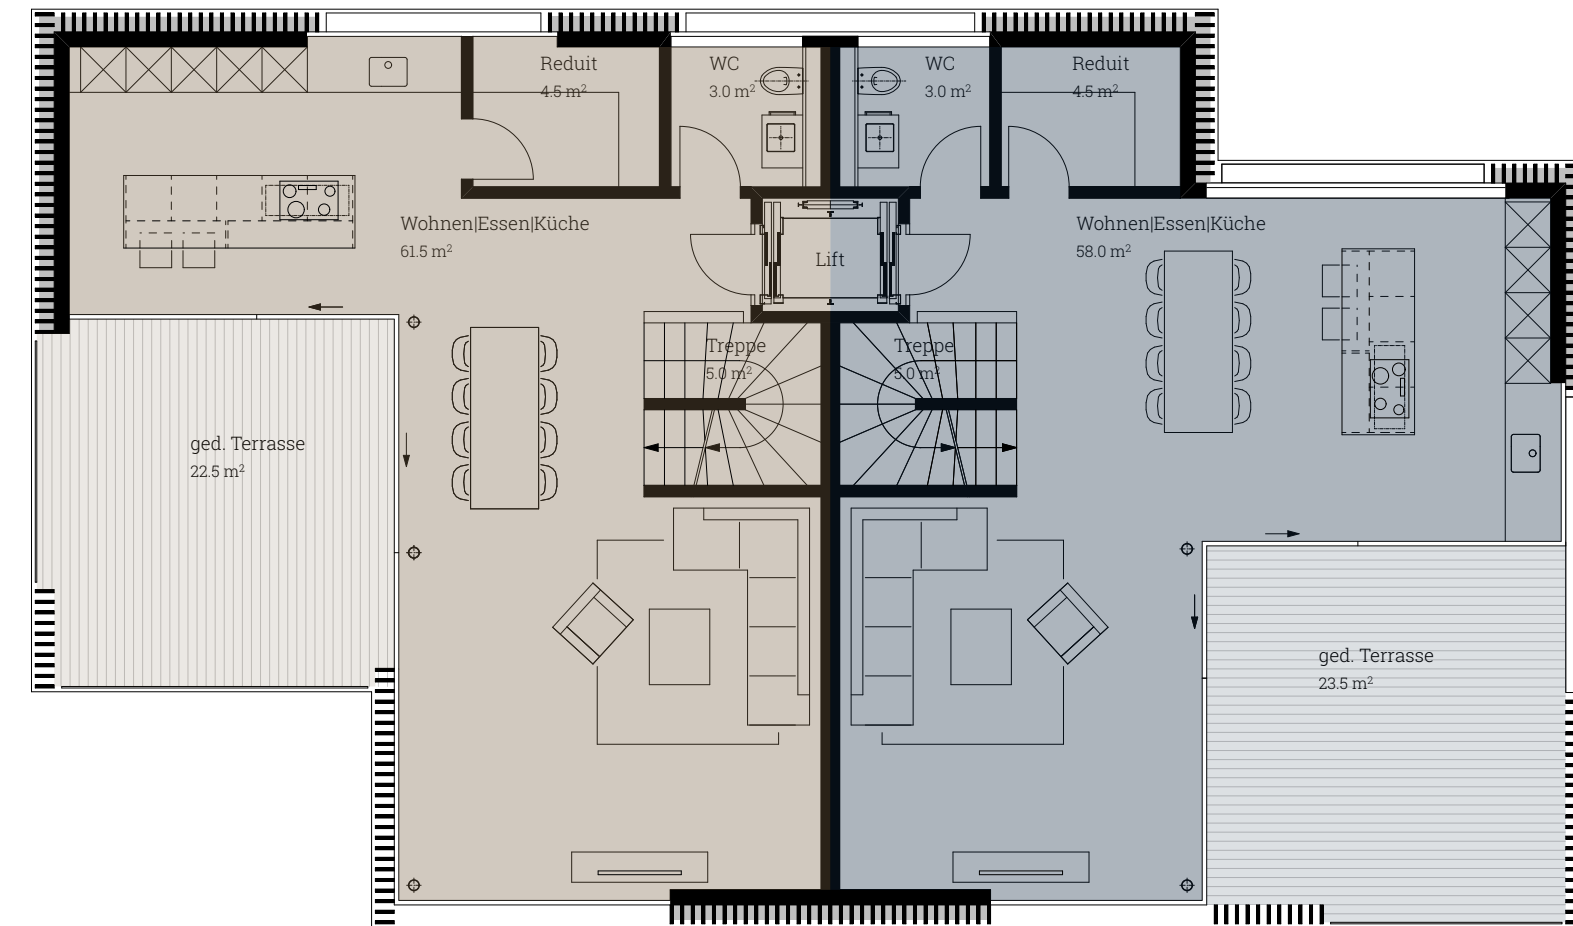 Reduit
4.5 m²
WC
3.0 m²
WC
3.0 m²
Reduit
4.5 m²
Wohnen|Essen|Küche
61.5 m²
Lift
Wohnen|Essen|Küche
58.0 m²
Treppe
5.0 m²
Treppe
5.0 m²
ged. Terrasse
22.5 m²
ged. Terrasse
23.5 m²